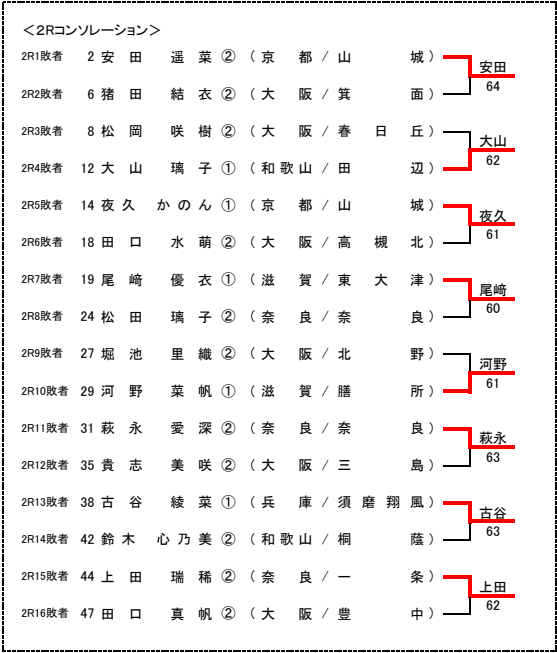 ＜2Rコンソレーション＞
2R1敗者 2 安田 遥菜 ② （京都/山城） 安田
2R2敗者 6 猪田 結衣 ② （大阪/箕面） 64
2R3敗者 8 松岡 咲樹 ② （大阪/春日丘） 大山
2R4敗者 12 大山 璃子 ① （和歌山/田辺） 62
2R5敗者 14 夜久 かのん ① （京都/山城） 夜久
2R6敗者 18 田口 水萌 ② （大阪/高槻北） 61
2R7敗者 19 尾﨑 優衣 ① （滋賀/東大津） 尾﨑
2R8敗者 24 松田 璃子 ② （奈良/奈良） 60
2R9敗者 27 堀池 里織 ② （大阪/北野） 河野
2R10敗者 29 河野 菜帆 ① （滋賀/膳所） 61
2R11敗者 31 萩永 愛深 ② （奈良/奈良） 萩永
2R12敗者 35 貴志 美咲 ② （大阪/三島） 63
2R13敗者 38 古谷 綾菜 ① （兵庫/須磨翔風） 古谷
2R14敗者 42 鈴木 心乃美 ② （和歌山/桐蔭） 63
2R15敗者 44 上田 瑞稀 ② （奈良/一条） 上田
2R16敗者 47 田口 真帆 ② （大阪/豊中） 62